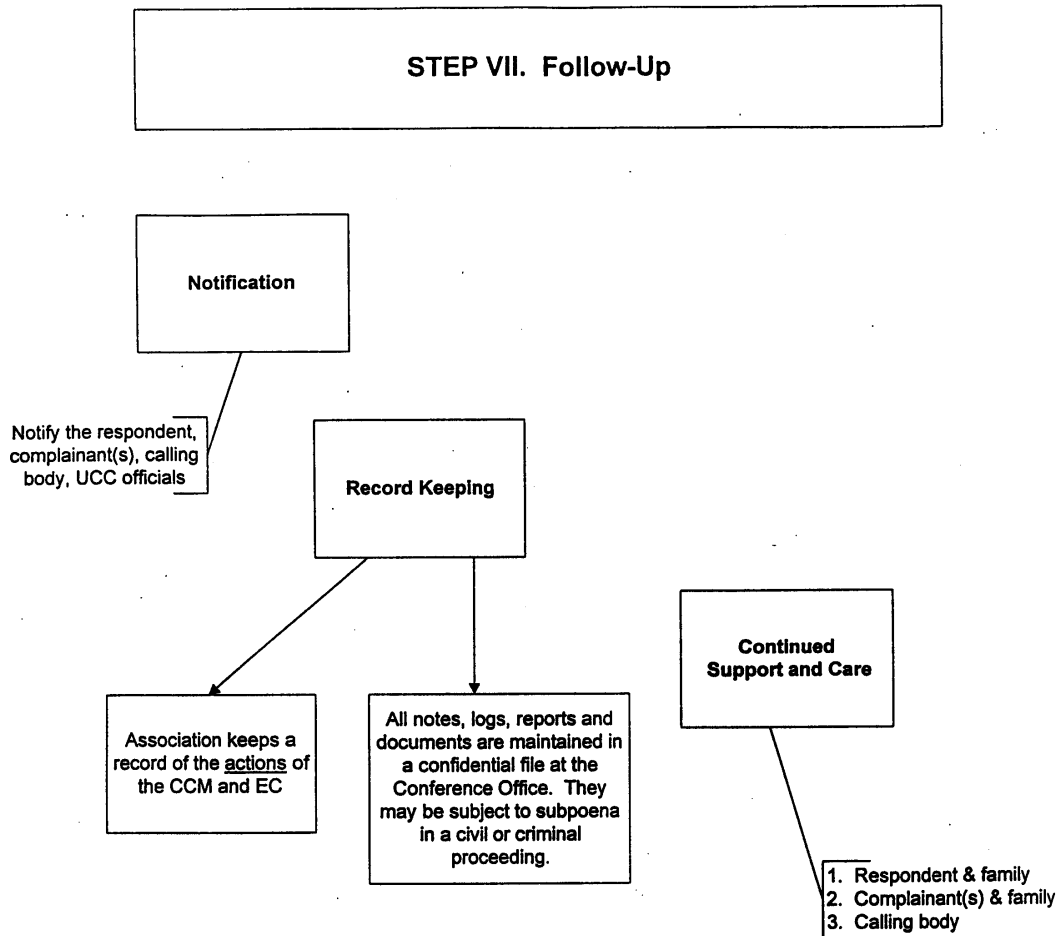 STEP VII. Follow-Up
Notification
Notify the respondent,
complainant(s), calling
body, UCC officials
Record Keeping
Association keeps a
record of the actions of
the CCM and EC
All notes, logs, reports and
documents are maintained in
a confidential file at the
Conference Office. They
may be subject to subpoena
in a civil or criminal
proceeding.
Continued
Support and Care
1. Respondent & family
2. Complainant(s) & family
3. Calling body